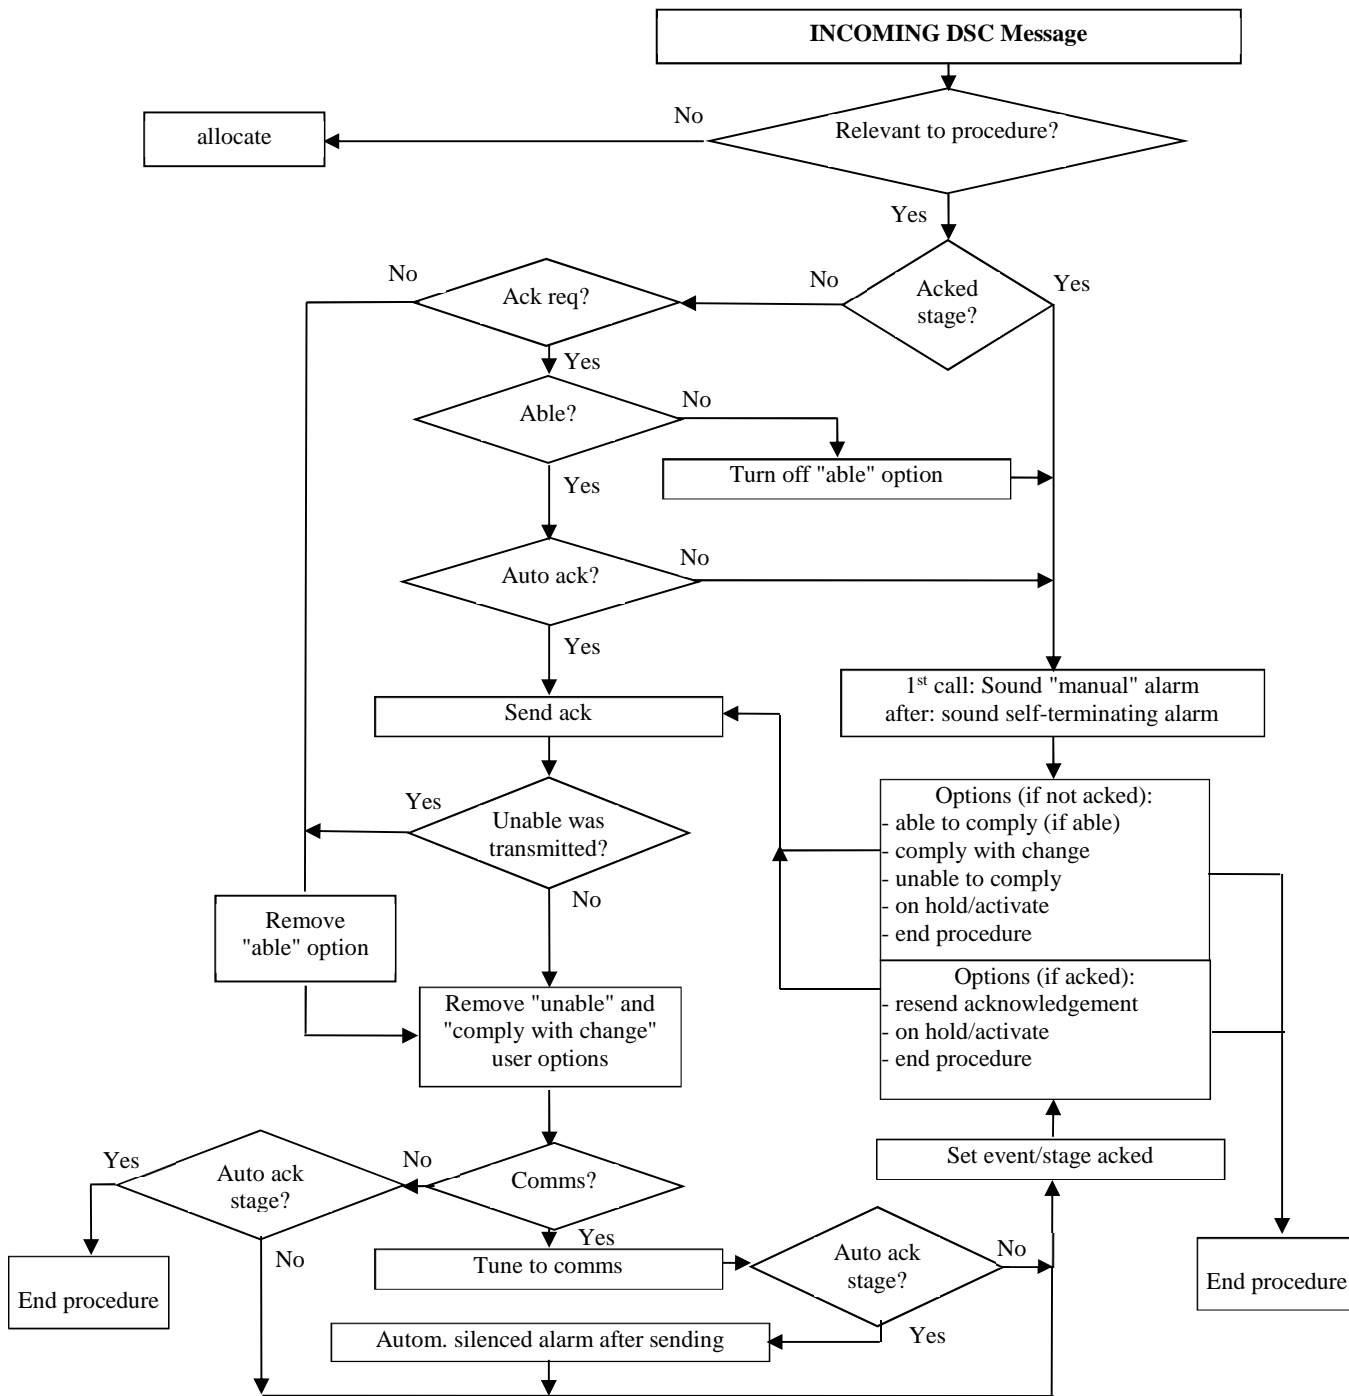 INCOMING DSC Message
No
Relevant to procedure?
allocate
Yes
No
Ack req?
No
Acked
stage?
Yes
Yes
Able?
No
Turn off "able" option
Yes
Auto ack?
No
Yes
1st call: Sound "manual" alarm
after: sound self-terminating alarm
Send ack
Yes
Unable was
transmitted?
No
Options (if not acked):
- able to comply (if able)
- comply with change
- unable to comply
- on hold/activate
- end procedure
Remove
"able" option
Options (if acked):
- resend acknowledgement
- on hold/activate
- end procedure
Remove "unable" and
"comply with change"
user options
Set event/stage acked
Yes
Auto ack
stage?
No
Comms?
Yes
No
Tune to comms
Auto ack
stage?
No
End procedure
End procedure
Yes
Autom. silenced alarm after sending